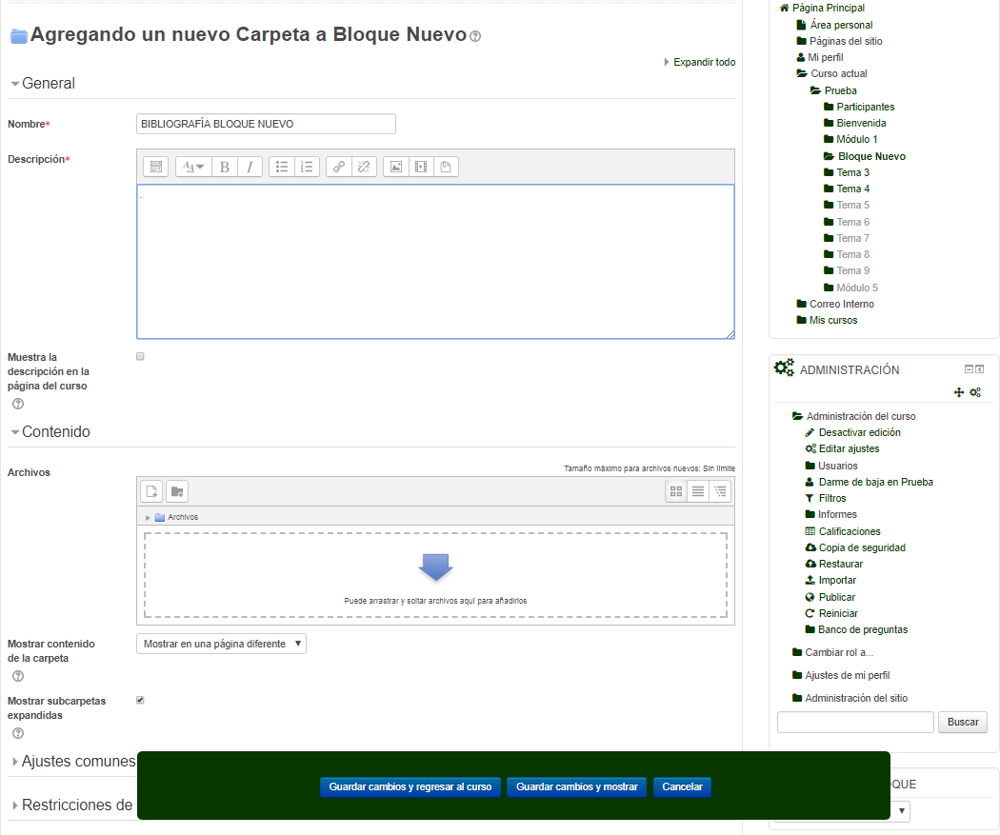 Agregando un nuevo Carpeta a Bloque Nuevo
Expandir todo
General
Nombre*
BIBLIOGRAFÍA BLOQUE NUEVO
Descripción*
.
Muestra la
descripción en la
página del curso
Contenido
Archivos
Tamaño máximo para archivos nuevos: Sin límite
Archivos
Puede arrastrar y soltar archivos aquí para añadirlos
Mostrar contenido
de la carpeta
Mostrar en una página diferente
Mostrar subcarpetas
expandidas
Ajustes comunes
Restricciones de
Guardar cambios y regresar al curso
Guardar cambios y mostrar
Cancelar
Página Principal
Área personal
Páginas del sitio
Mi perfil
Curso actual
Prueba
Participantes
Bienvenida
Módulo 1
Bloque Nuevo
Tema 3
Tema 4
Tema 5
Tema 6
Tema 7
Tema 8
Tema 9
Módulo 5
Correo Interno
Mis cursos
ADMINISTRACIÓN
Administración del curso
Desactivar edición
Editar ajustes
Usuarios
Darme de baja en Prueba
Filtros
Informes
Calificaciones
Copia de seguridad
Restaurar
Importar
Publicar
Reiniciar
Banco de preguntas
Cambiar rol a...
Ajustes de mi perfil
Administración del sitio
Buscar
OQUE